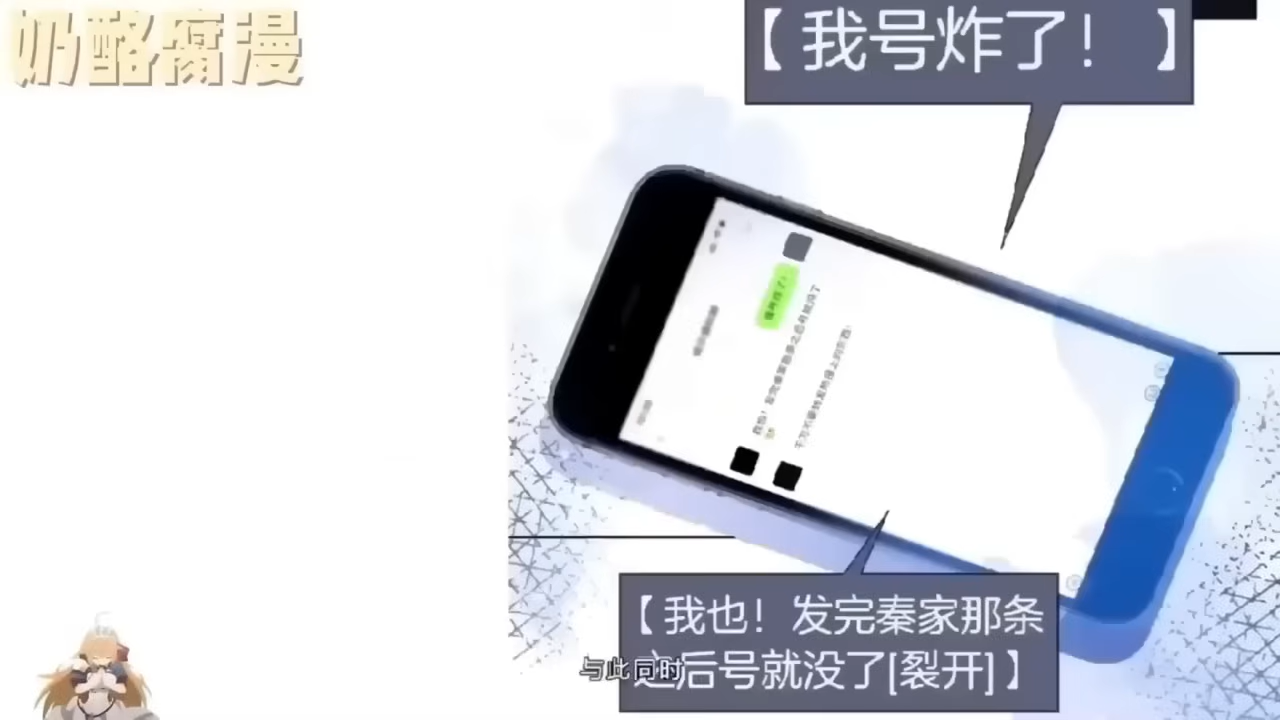 奶酪腐漫
【我号炸了！】
【我也！发完秦家那条
之后号就没了[裂开]】
与此同时